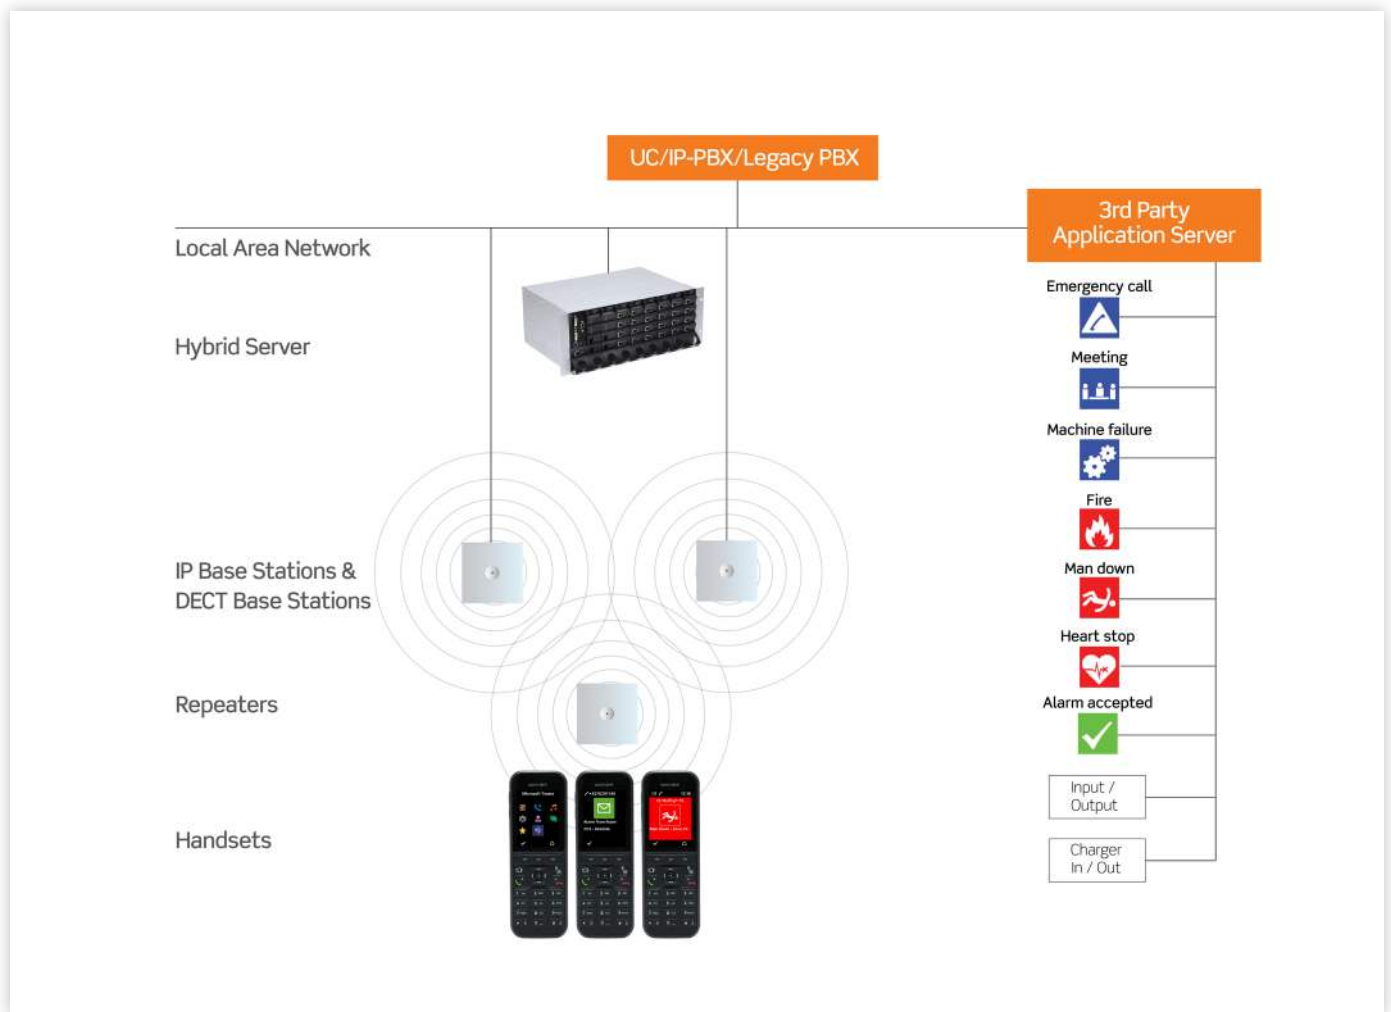 UC/IP-PBX/Legacy PBX
3rd Party
Application Server
Local Area Network
Hybrid Server
IP Base Stations &
DECT Base Stations
Repeaters
Handsets
Emergency call
Meeting
Machine failure
Fire
Man down
Heart stop
Alarm accepted
Input /
Output
Charger
In / Out
Microsoft Teams